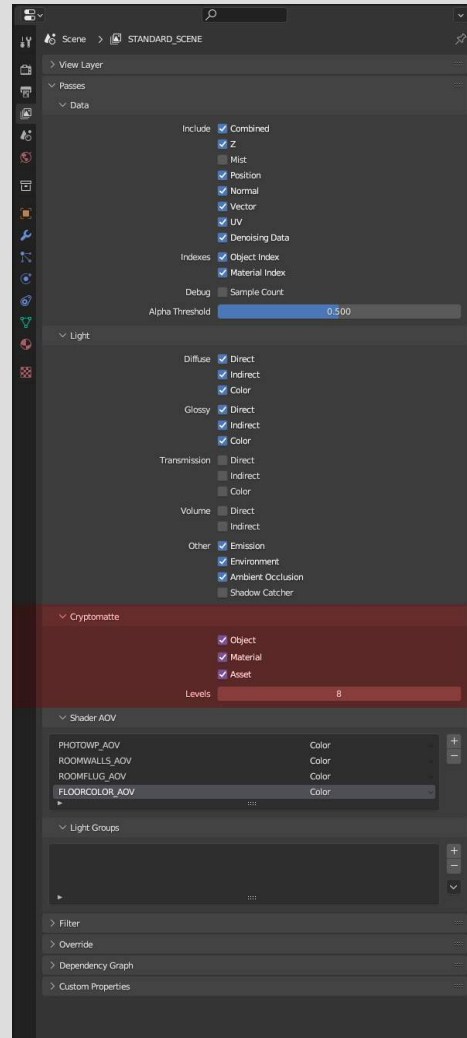 Scene > STANDARD_SCENE
View Layer
Passes
Data
Include Combined
Z
Mist
Position
Normal
Vector
UV
Denoising Data
Indexes Object Index
Material Index
Debug Sample Count
Alpha Threshold 0.500
Light
Diffuse Direct
Indirect
Color
Glossy Direct
Indirect
Color
Transmission Direct
Indirect
Color
Volume Direct
Indirect
Other Emission
Environment
Ambient Occlusion
Shadow Catcher
Cryptomatte
Object
Material
Asset
Levels 8
Shader AOV
PHOTOWP_AOV Color
ROOMWALLS_AOV Color
ROOMFLUG_AOV Color
FLOORCOLOR_AOV Color
Light Groups
Filter
Override
Dependency Graph
Custom Properties